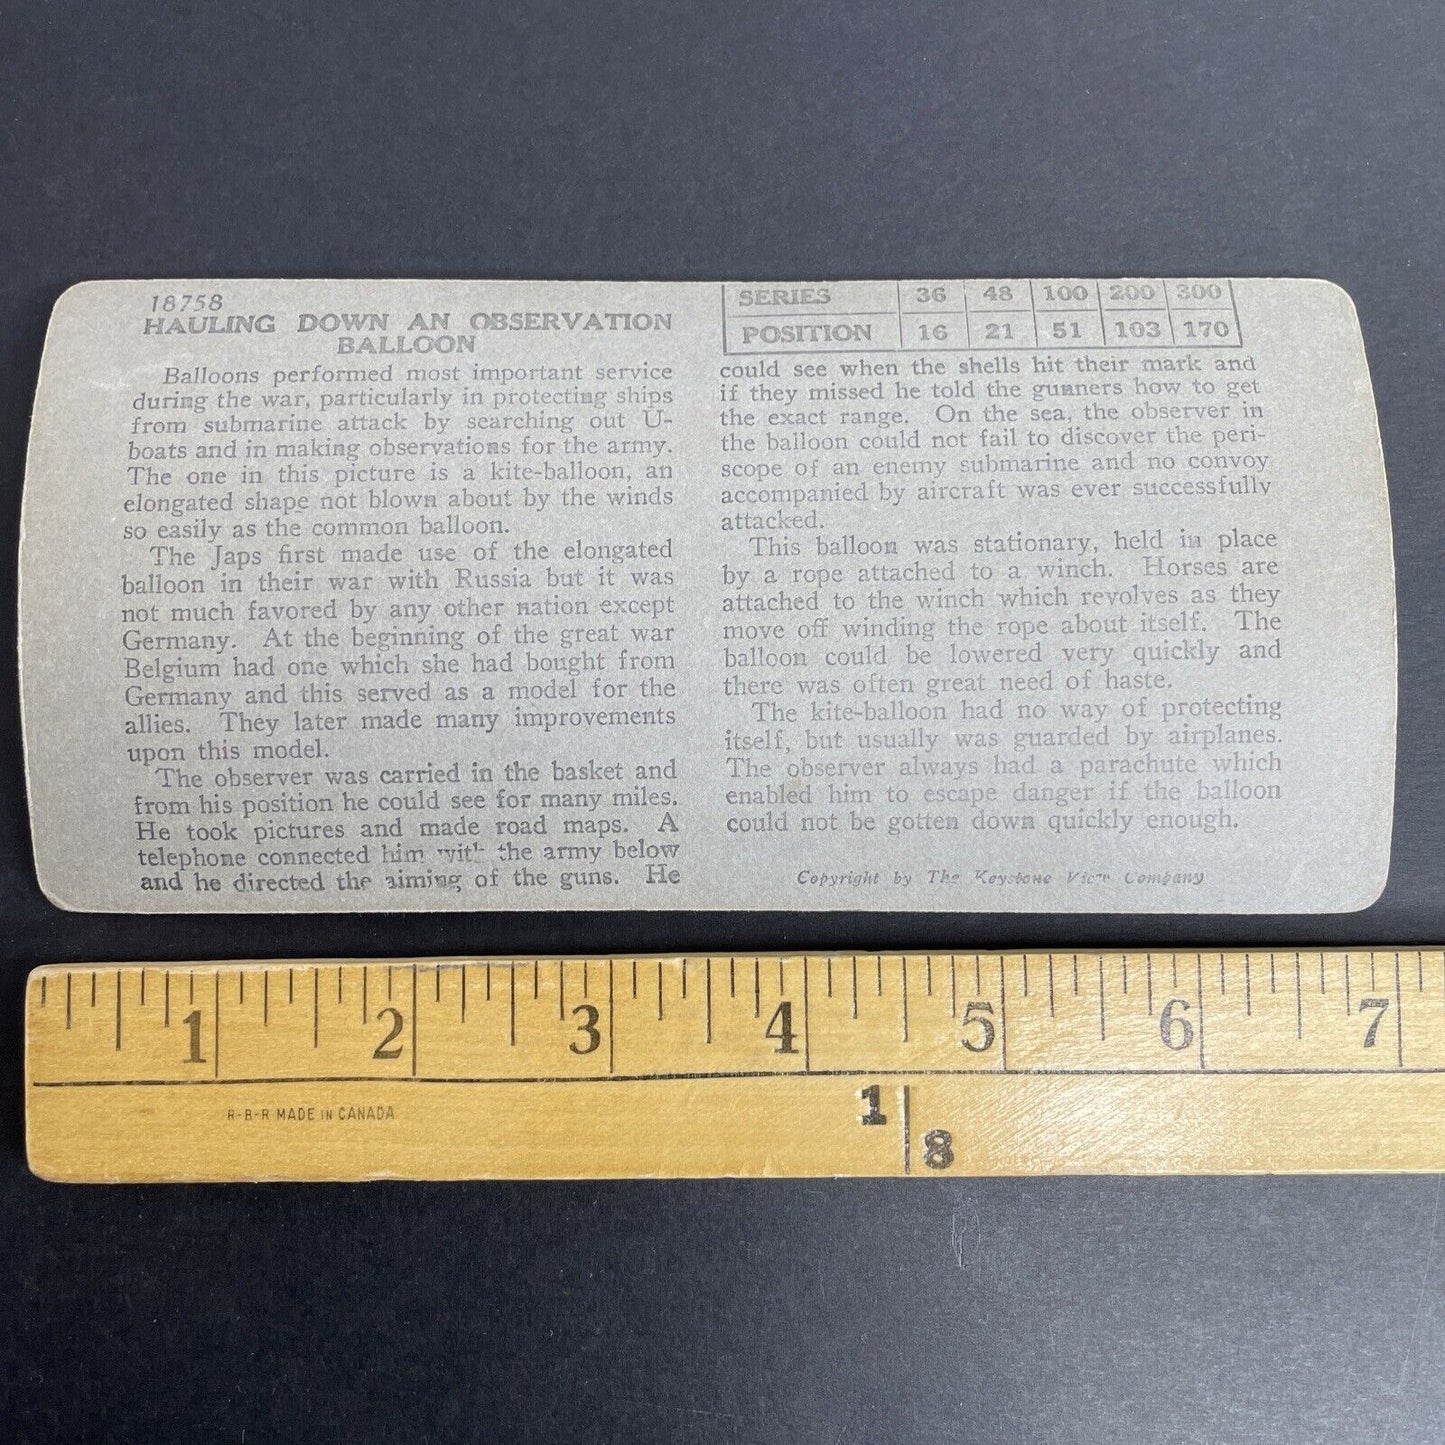 18758
HAULING DOWN AN OBSERVATION
BALLOON
Balloons performed most important service
during the war, particularly in protecting ships
from submarine attack by searching out U-
boats and in making observations for the army.
The one in this picture is a kite-balloon, an
elongated shape not blown about by the winds
so easily as the common balloon.
The Japs first made use of the elongated
balloon in their war with Russia but it was
not much favored by any other nation except
Germany. At the beginning of the great war
Belgium had one which she had bought from
Germany and this served as a model for the
allies. They later made many improvements
upon this model.
The observer was carried in the basket and
from his position he could see for many miles.
He took pictures and made road maps. A
telephone connected him with the army below
and he directed the aiming of the guns. He
SERIES 36 48 100 200 300
POSITION 16 21 51 103 170
could see when the shells hit their mark and
if they missed he told the gunners how to get
the exact range. On the sea, the observer in
the balloon could not fail to discover the peri-
scope of an enemy submarine and no convoy
accompanied by aircraft was ever successfully
attacked.
This balloon was stationary, held in place
by a rope attached to a winch. Horses are
attached to the winch which revolves as they
move off winding the rope about itself. The
balloon could be lowered very quickly and
there was often great need of haste.
The kite-balloon had no way of protecting
itself, but usually was guarded by airplanes.
The observer always had a parachute which
enabled him to escape danger if the balloon
could not be gotten down quickly enough.
Copyright by The Keystone View Company
1 2 3 4 5 6 7
R-B-R MADE IN CANADA
1
8